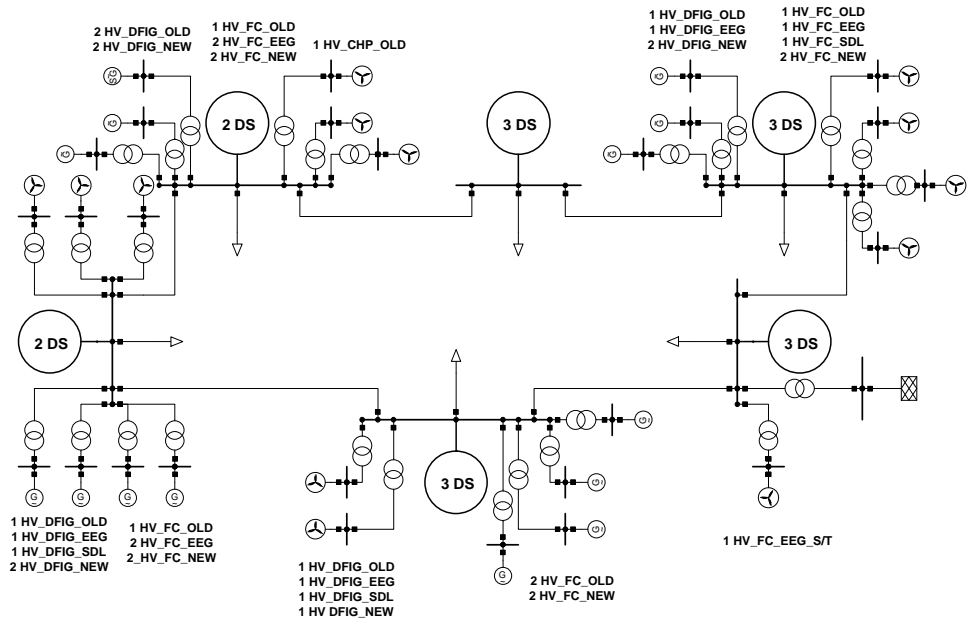 2 HV_DFIG_OLD
2 HV_DFIG_NEW
1 HV_FC_OLD
2 HV_FC_EEG
2 HV_FC_NEW
1 HV_CHP_OLD
1 HV_DFIG_OLD
1 HV_DFIG_EEG
2 HV_DFIG_NEW
1 HV_FC_OLD
1 HV_FC_EEG
1 HV_FC_SDL
2 HV_FC_NEW
SG
G
G
2 DS
3 DS
G
G
G
3 DS
2 DS
3 DS
G
G
G
G
3 DS
G
G
G
G
1 HV_DFIG_OLD
1 HV_DFIG_EEG
1 HV_DFIG_SDL
2 HV_DFIG_NEW
1 HV_FC_OLD
2 HV_FC_EEG
2_HV_FC_NEW
1 HV_DFIG_OLD
1 HV_DFIG_EEG
1 HV_DFIG_SDL
1 HV DFIG_NEW
2 HV_FC_OLD
2 HV_FC_NEW
1 HV_FC_EEG_S/T